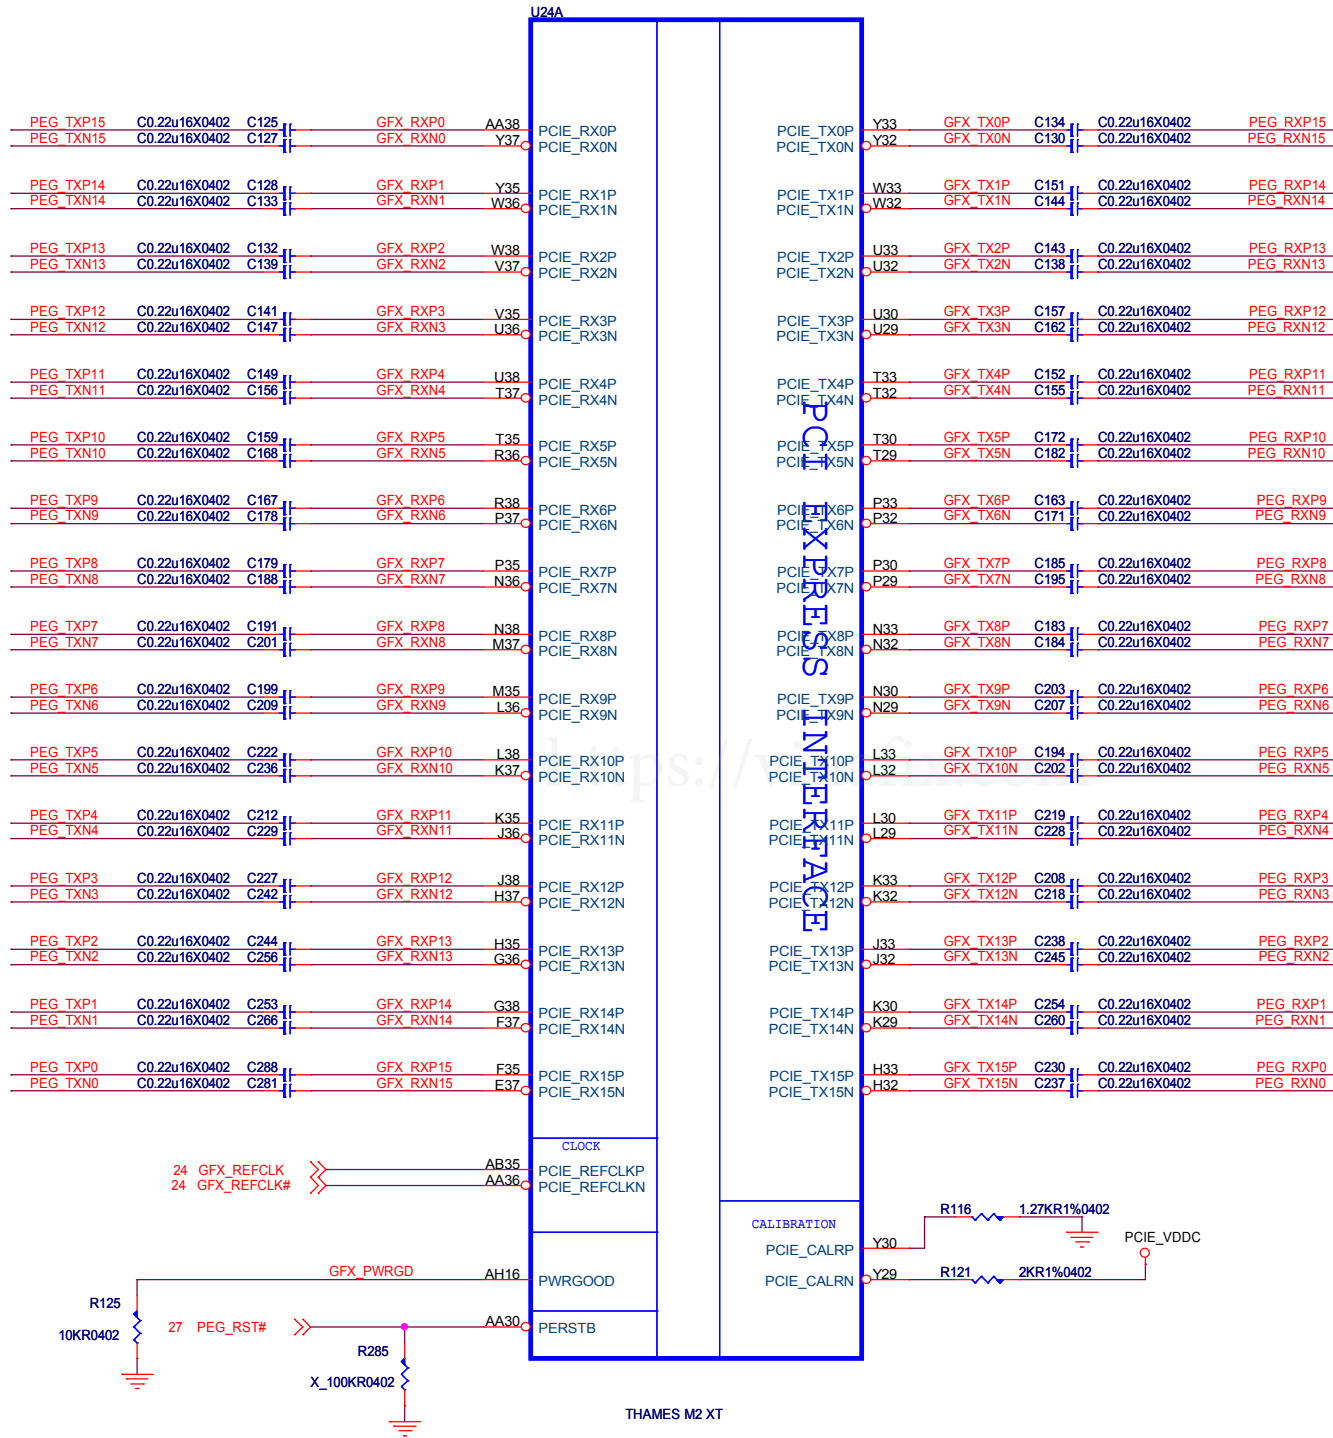 U24A
PEG_TXP15 C0.22u16X0402 C125 GFX_RXP0 AA38 PCIE_RX0P PCIE_TX0P Y33 GFX_TX0P C134 C0.22u16X0402 PEG_RXP15
PEG_TXN15 C0.22u16X0402 C127 GFX_RXN0 Y37 PCIE_RX0N PCIE_TX0N Y32 GFX_TX0N C130 C0.22u16X0402 PEG_RXN15
PEG_TXP14 C0.22u16X0402 C128 GFX_RXP1 Y35 PCIE_RX1P PCIE_TX1P W33 GFX_TX1P C151 C0.22u16X0402 PEG_RXP14
PEG_TXN14 C0.22u16X0402 C133 GFX_RXN1 W36 PCIE_RX1N PCIE_TX1N W32 GFX_TX1N C144 C0.22u16X0402 PEG_RXN14
PEG_TXP13 C0.22u16X0402 C132 GFX_RXP2 W38 PCIE_RX2P PCIE_TX2P U33 GFX_TX2P C143 C0.22u16X0402 PEG_RXP13
PEG_TXN13 C0.22u16X0402 C139 GFX_RXN2 V37 PCIE_RX2N PCIE_TX2N U32 GFX_TX2N C138 C0.22u16X0402 PEG_RXN13
PEG_TXP12 C0.22u16X0402 C141 GFX_RXP3 V35 PCIE_RX3P PCIE_TX3P U30 GFX_TX3P C157 C0.22u16X0402 PEG_RXP12
PEG_TXN12 C0.22u16X0402 C147 GFX_RXN3 U36 PCIE_RX3N PCIE_TX3N U29 GFX_TX3N C162 C0.22u16X0402 PEG_RXN12
PEG_TXP11 C0.22u16X0402 C149 GFX_RXP4 U38 PCIE_RX4P PCIE_TX4P T33 GFX_TX4P C152 C0.22u16X0402 PEG_RXP11
PEG_TXN11 C0.22u16X0402 C156 GFX_RXN4 T37 PCIE_RX4N PCIE_TX4N T32 GFX_TX4N C155 C0.22u16X0402 PEG_RXN11
PEG_TXP10 C0.22u16X0402 C159 GFX_RXP5 T35 PCIE_RX5P PCIE_TX5P T30 GFX_TX5P C172 C0.22u16X0402 PEG_RXP10
PEG_TXN10 C0.22u16X0402 C168 GFX_RXN5 R36 PCIE_RX5N PCIE_TX5N T29 GFX_TX5N C182 C0.22u16X0402 PEG_RXN10
PEG_TXP9 C0.22u16X0402 C167 GFX_RXP6 R38 PCIE_RX6P PCIE_TX6P P33 GFX_TX6P C163 C0.22u16X0402 PEG_RXP9
PEG_TXN9 C0.22u16X0402 C178 GFX_RXN6 P37 PCIE_RX6N PCIE_TX6N P32 GFX_TX6N C171 C0.22u16X0402 PEG_RXN9
PEG_TXP8 C0.22u16X0402 C179 GFX_RXP7 P35 PCIE_RX7P PCIE_TX7P P30 GFX_TX7P C185 C0.22u16X0402 PEG_RXP8
PEG_TXN8 C0.22u16X0402 C188 GFX_RXN7 N36 PCIE_RX7N PCIE_TX7N P29 GFX_TX7N C195 C0.22u16X0402 PEG_RXN8
PEG_TXP7 C0.22u16X0402 C191 GFX_RXP8 N38 PCIE_RX8P PCIE_TX8P N33 GFX_TX8P C183 C0.22u16X0402 PEG_RXP7
PEG_TXN7 C0.22u16X0402 C201 GFX_RXN8 M37 PCIE_RX8N PCIE_TX8N N32 GFX_TX8N C184 C0.22u16X0402 PEG_RXN7
PEG_TXP6 C0.22u16X0402 C199 GFX_RXP9 M35 PCIE_RX9P PCIE_TX9P N30 GFX_TX9P C203 C0.22u16X0402 PEG_RXP6
PEG_TXN6 C0.22u16X0402 C209 GFX_RXN9 L36 PCIE_RX9N PCIE_TX9N N29 GFX_TX9N C207 C0.22u16X0402 PEG_RXN6
PEG_TXP5 C0.22u16X0402 C222 GFX_RXP10 L38 PCIE_RX10P PCIE_TX10P L33 GFX_TX10P C194 C0.22u16X0402 PEG_RXP5
PEG_TXN5 C0.22u16X0402 C236 GFX_RXN10 K37 PCIE_RX10N PCIE_TX10N L32 GFX_TX10N C202 C0.22u16X0402 PEG_RXN5
PEG_TXP4 C0.22u16X0402 C212 GFX_RXP11 K35 PCIE_RX11P PCIE_TX11P L30 GFX_TX11P C219 C0.22u16X0402 PEG_RXP4
PEG_TXN4 C0.22u16X0402 C229 GFX_RXN11 J36 PCIE_RX11N PCIE_TX11N L29 GFX_TX11N C228 C0.22u16X0402 PEG_RXN4
PEG_TXP3 C0.22u16X0402 C227 GFX_RXP12 J38 PCIE_RX12P PCIE_TX12P K33 GFX_TX12P C208 C0.22u16X0402 PEG_RXP3
PEG_TXN3 C0.22u16X0402 C242 GFX_RXN12 H37 PCIE_RX12N PCIE_TX12N K32 GFX_TX12N C218 C0.22u16X0402 PEG_RXN3
PEG_TXP2 C0.22u16X0402 C244 GFX_RXP13 H35 PCIE_RX13P PCIE_TX13P J33 GFX_TX13P C238 C0.22u16X0402 PEG_RXP2
PEG_TXN2 C0.22u16X0402 C256 GFX_RXN13 G36 PCIE_RX13N PCIE_TX13N J32 GFX_TX13N C245 C0.22u16X0402 PEG_RXN2
PEG_TXP1 C0.22u16X0402 C253 GFX_RXP14 G38 PCIE_RX14P PCIE_TX14P K30 GFX_TX14P C254 C0.22u16X0402 PEG_RXP1
PEG_TXN1 C0.22u16X0402 C266 GFX_RXN14 F37 PCIE_RX14N PCIE_TX14N K29 GFX_TX14N C260 C0.22u16X0402 PEG_RXN1
PEG_TXP0 C0.22u16X0402 C288 GFX_RXP15 F35 PCIE_RX15P PCIE_TX15P H33 GFX_TX15P C230 C0.22u16X0402 PEG_RXP0
PEG_TXN0 C0.22u16X0402 C281 GFX_RXN15 E37 PCIE_RX15N PCIE_TX15N H32 GFX_TX15N C237 C0.22u16X0402 PEG_RXN0
PCI EXPRESS INTERFACE
CLOCK
24 GFX_REFCLK AB35 PCIE_REFCLKP
24 GFX_REFCLK# AA36 PCIE_REFCLKN
R116 1.27KR1%0402
CALIBRATION
PCIE_VDDC
PCIE_CALRP Y30
GFX_PWRGD AH16 PWRGOOD PCIE_CALRN Y29 R121 2KR1%0402
R125
10KR0402
27 PEG_RST# AA30 PERSTB
R285
X_100KR0402
THAMES M2 XT